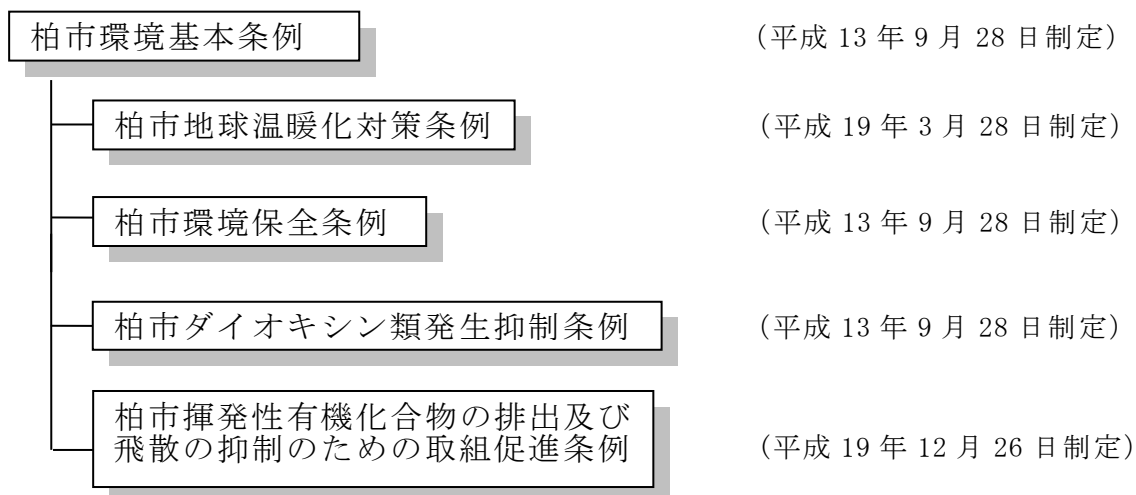 柏市環境基本条例 (平成 13 年 9 月 28 日制定)
柏市地球温暖化対策条例 (平成 19 年 3 月 28 日制定)
柏市環境保全条例 (平成 13 年 9 月 28 日制定)
柏市ダイオキシン類発生抑制条例 (平成 13 年 9 月 28 日制定)
柏市揮発性有機化合物の排出及び
飛散の抑制のための取組促進条例 (平成 19 年 12 月 26 日制定)